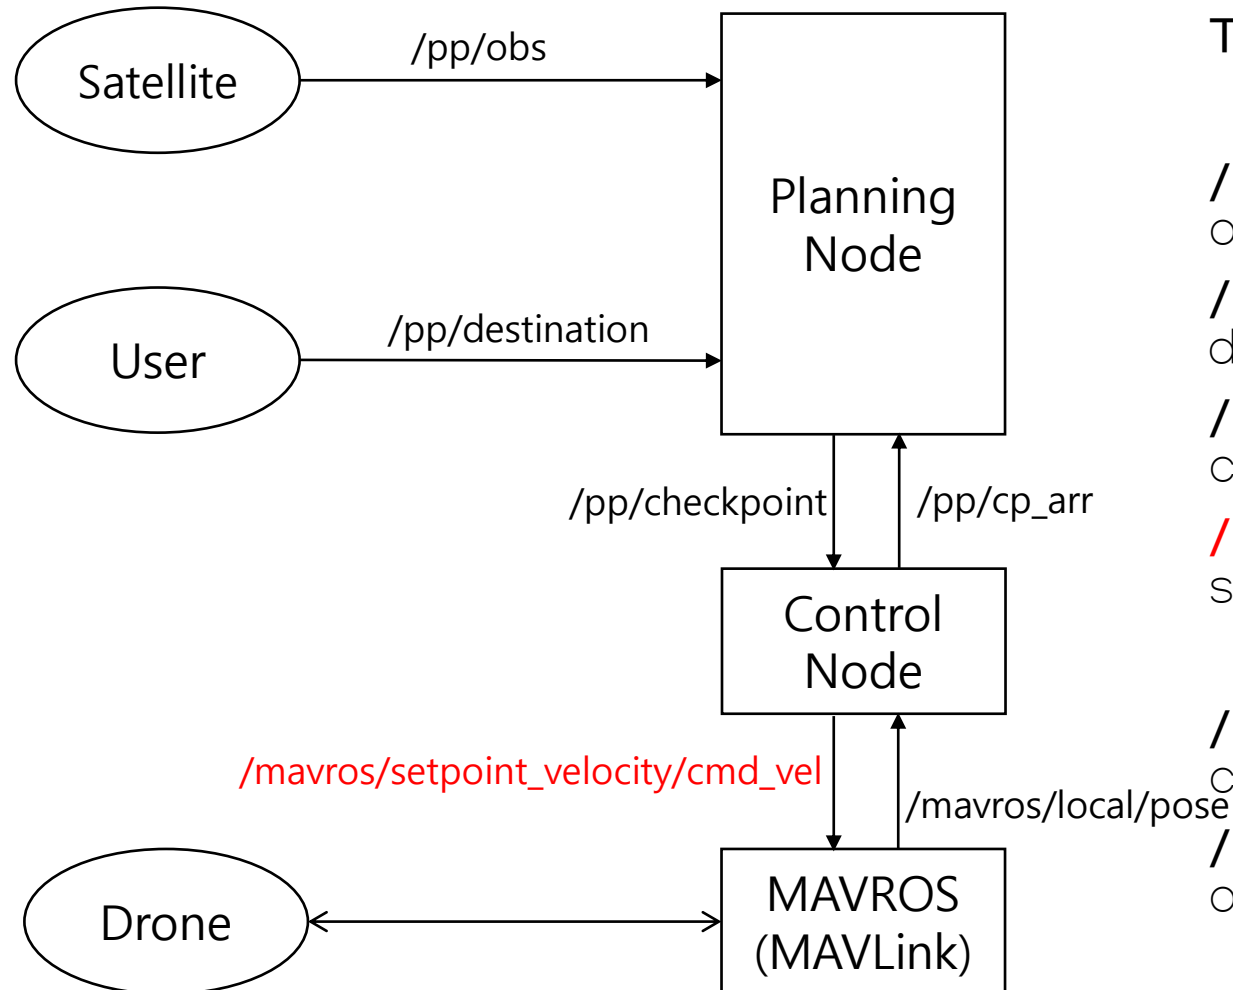 /pp/obs
Satellite
Planning
Node
/pp/destination
User
/pp/checkpoint
/pp/cp_arr
Control
Node
/mavros/setpoint_velocity/cmd_vel
/mavros/local/pose
Drone
MAVROS
(MAVLink)
T
/
/
d
/
/
s
/
/